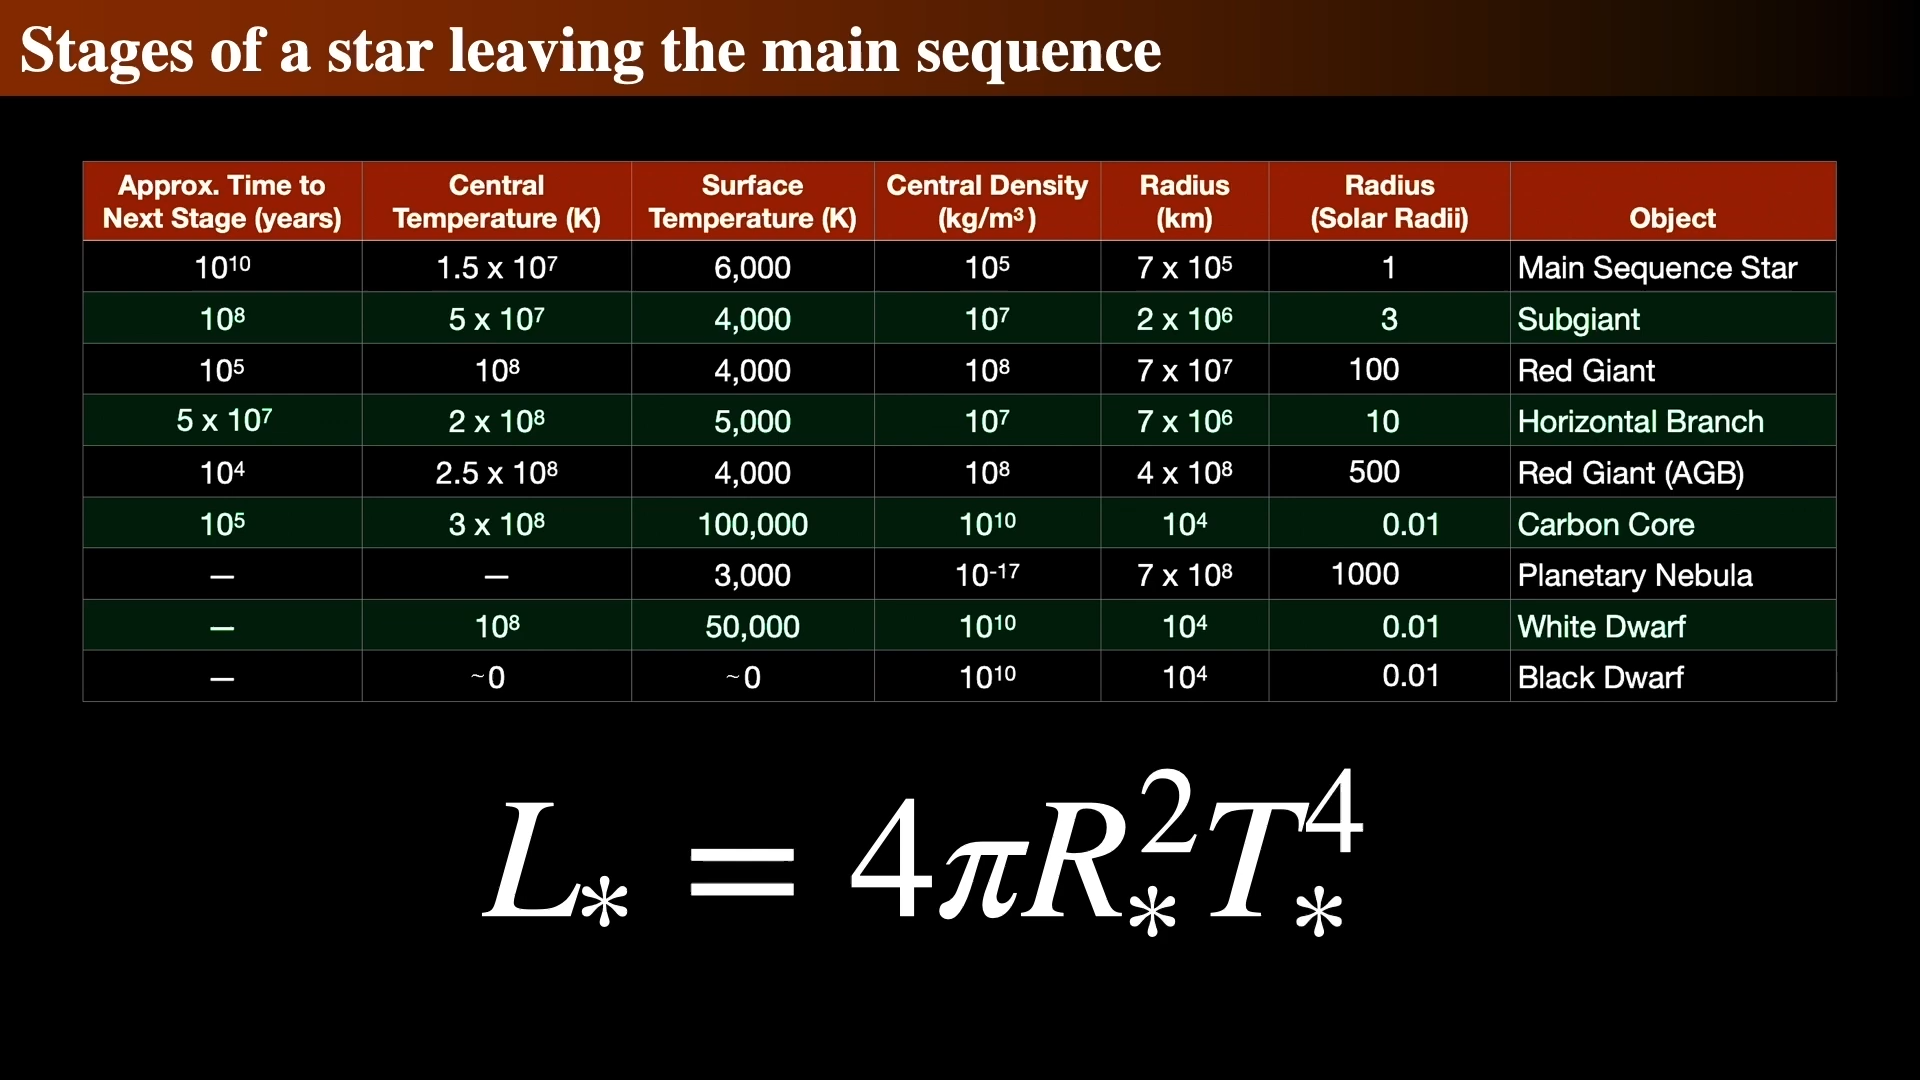 Stages of a star leaving the main sequence
Approx. Time to Next Stage (years) Central Temperature (K) Surface Temperature (K) Central Density (kg/m³) Radius (km) Radius (Solar Radii) Object
10¹⁰ 1.5 x 10⁷ 6,000 10⁵ 7 x 10⁵ 1 Main Sequence Star
10⁸ 5 x 10⁷ 4,000 10⁷ 2 x 10⁶ 3 Subgiant
10⁵ 10⁸ 4,000 10⁸ 7 x 10⁷ 100 Red Giant
5 x 10⁷ 2 x 10⁸ 5,000 10⁷ 7 x 10⁶ 10 Horizontal Branch
10⁴ 2.5 x 10⁸ 4,000 10⁸ 4 x 10⁸ 500 Red Giant (AGB)
10⁵ 3 x 10⁸ 100,000 10¹⁰ 10⁴ 0.01 Carbon Core
— — 3,000 10⁻¹⁷ 7 x 10⁸ 1000 Planetary Nebula
— 10⁸ 50,000 10¹⁰ 10⁴ 0.01 White Dwarf
— ~0 ~0 10¹⁰ 10⁴ 0.01 Black Dwarf
L_* = 4πR_*²T_*⁴